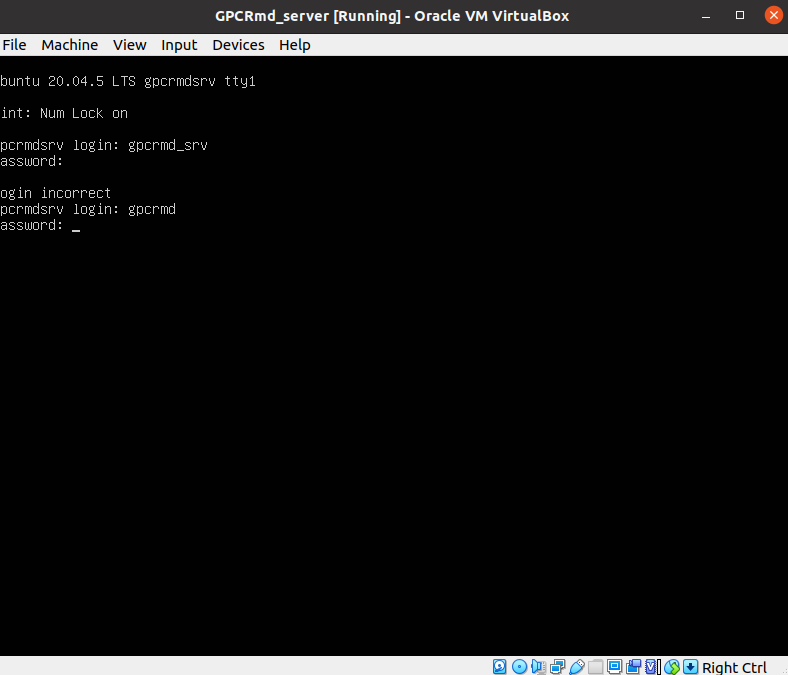 GPCRmd_server [Running] - Oracle VM VirtualBox
File Machine View Input Devices Help
buntu 20.04.5 LTS gpcrmdsrv tty1
int: Num Lock on
pcrmdsrv login: gpcrmd_srv
assword:
ogin incorrect
pcrmdsrv login: gpcrmd
assword: _
Right Ctrl